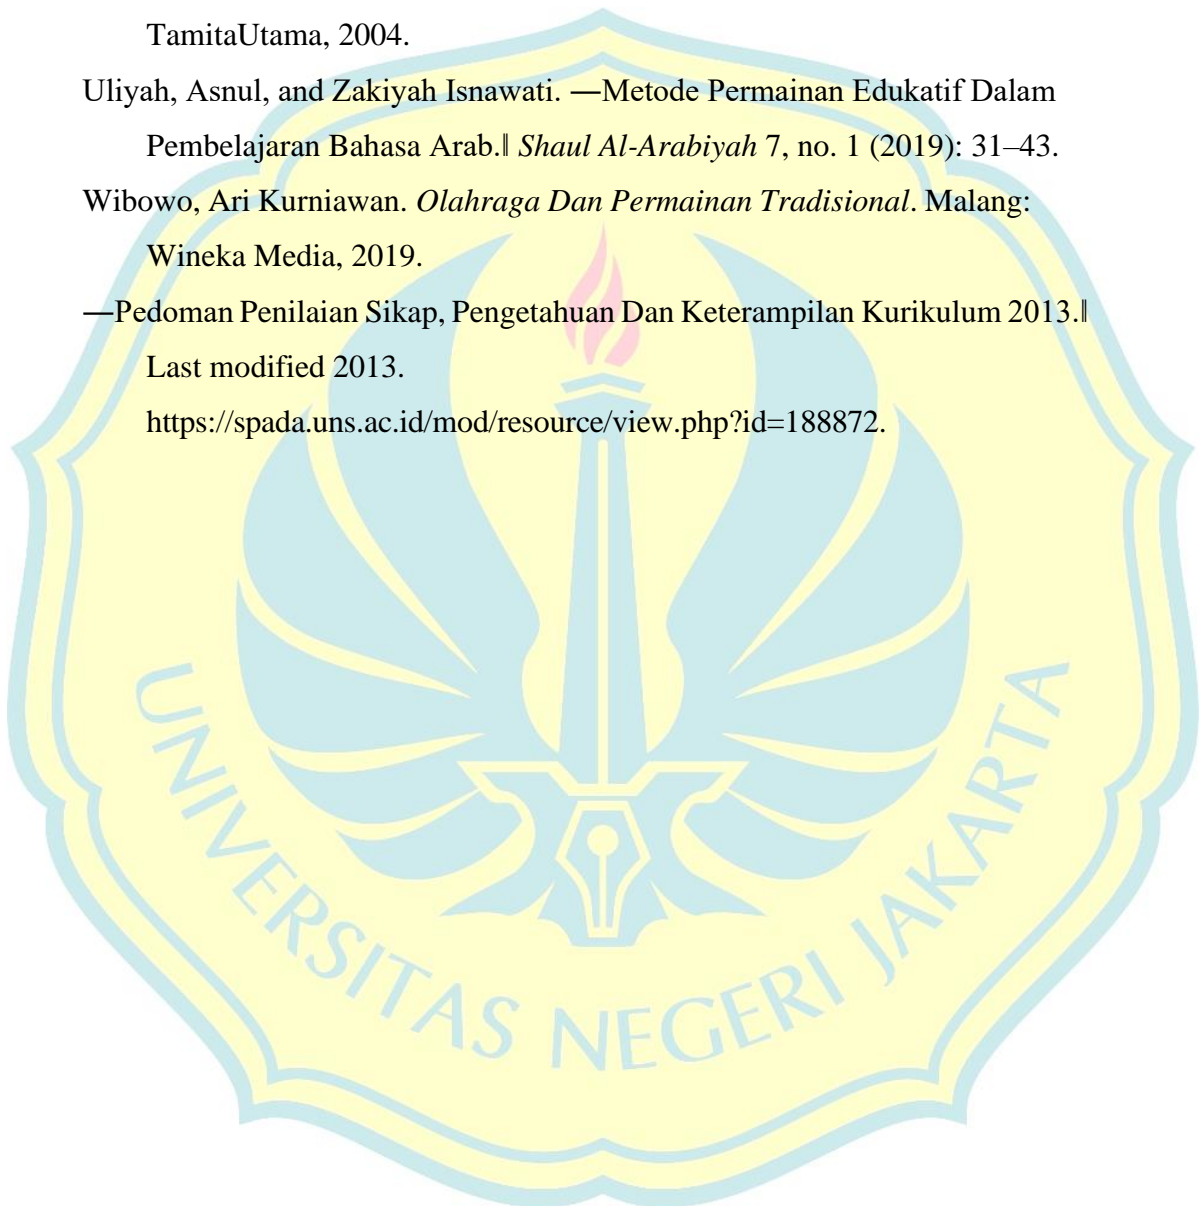 TamitaUtama, 2004.
Uliyah, Asnul, and Zakiyah Isnawati. ―Metode Permainan Edukatif Dalam
Pembelajaran Bahasa Arab.‖ Shaul Al-Arabiyah 7, no. 1 (2019): 31–43.
Wibowo, Ari Kurniawan. Olahraga Dan Permainan Tradisional. Malang:
Wineka Media, 2019.
―Pedoman Penilaian Sikap, Pengetahuan Dan Keterampilan Kurikulum 2013.‖
Last modified 2013.
https://spada.uns.ac.id/mod/resource/view.php?id=188872.
UNIVERSITAS NEGERI JAKARTA